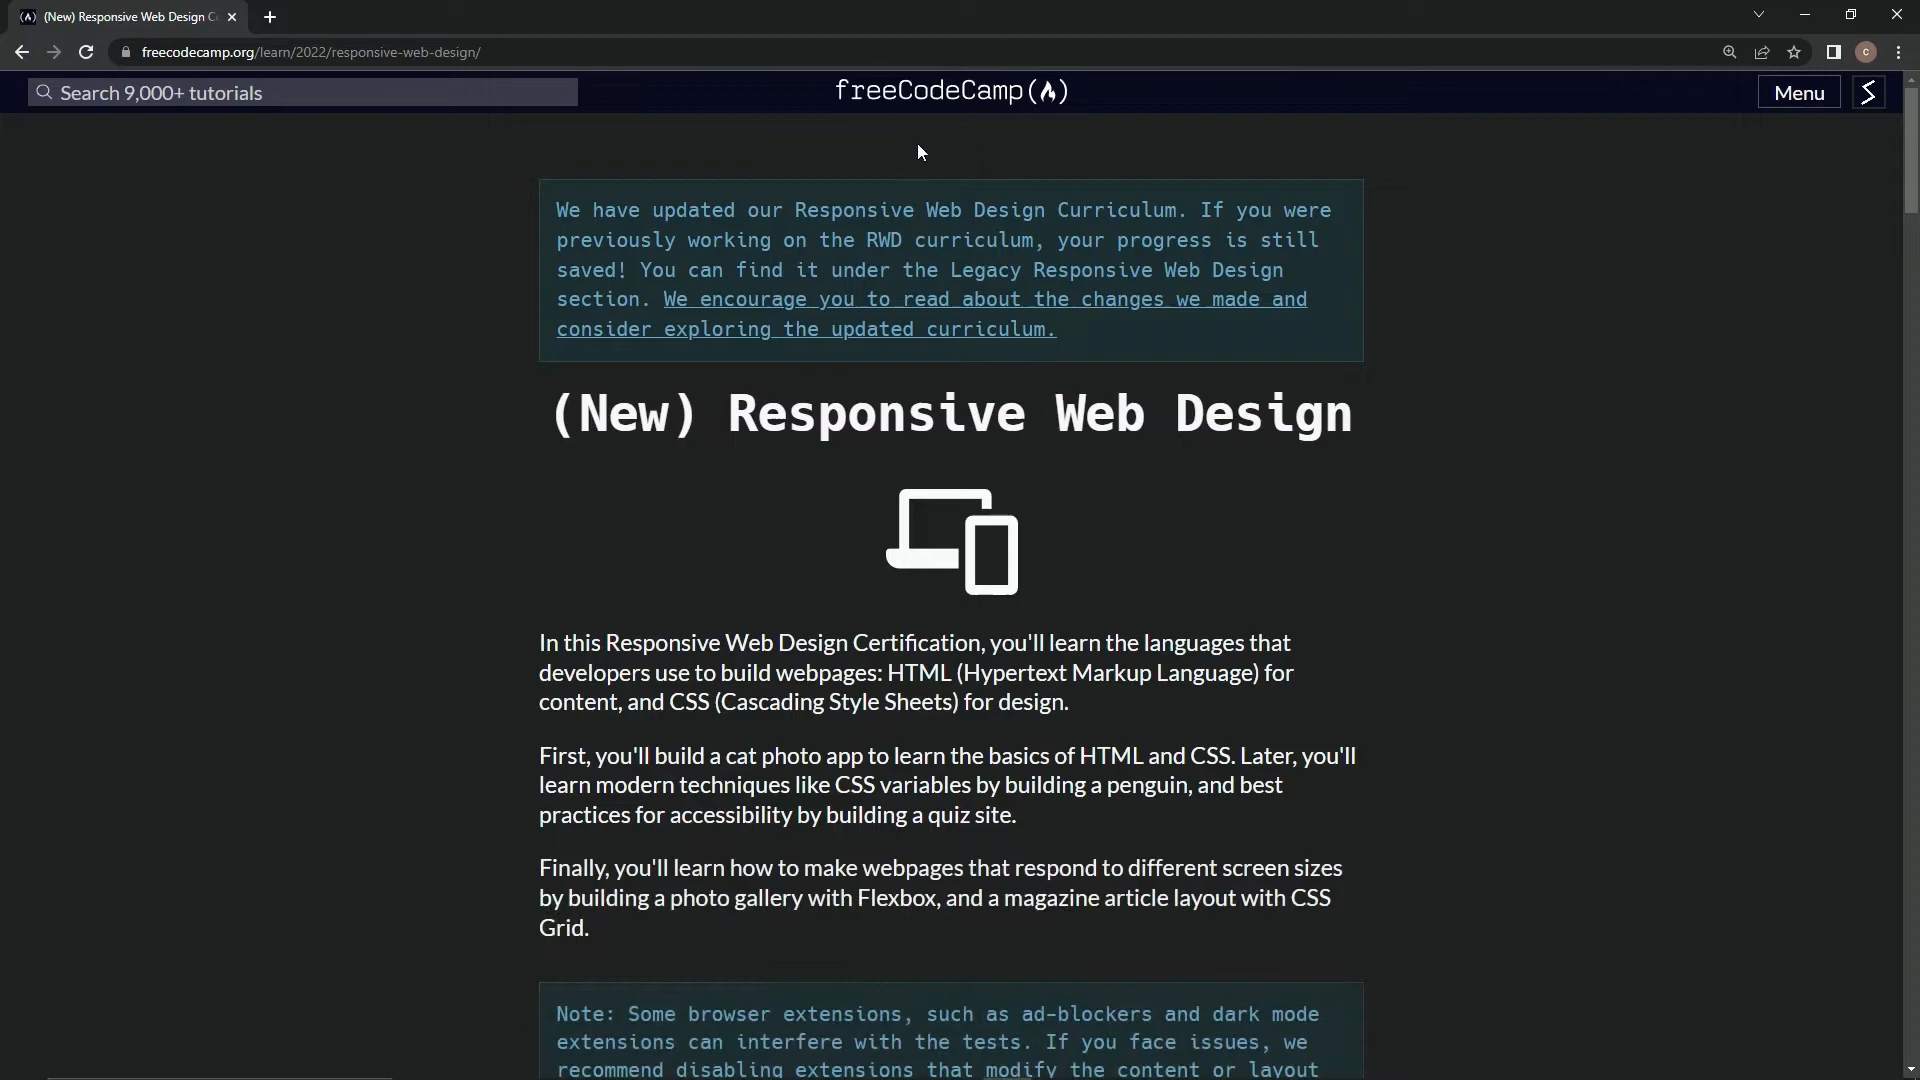 (New) Responsive Web Design C
freecodecamp.org/learn/2022/responsive-web-design/
C
Search 9,000+ tutorials
freeCodeCamp
Menu
We have updated our Responsive Web Design Curriculum. If you were
previously working on the RWD curriculum, your progress is still
saved! You can find it under the Legacy Responsive Web Design
section. We encourage you to read about the changes we made and
consider exploring the updated curriculum.
(New) Responsive Web Design
In this Responsive Web Design Certification, you'll learn the languages that
developers use to build webpages: HTML (Hypertext Markup Language) for
content, and CSS (Cascading Style Sheets) for design.
First, you'll build a cat photo app to learn the basics of HTML and CSS. Later, you'll
learn modern techniques like CSS variables by building a penguin, and best
practices for accessibility by building a quiz site.
Finally, you'll learn how to make webpages that respond to different screen sizes
by building a photo gallery with Flexbox, and a magazine article layout with CSS
Grid.
Note: Some browser extensions, such as ad-blockers and dark mode
extensions can interfere with the tests. If you face issues, we
recommend disabling extensions that modify the content or layout